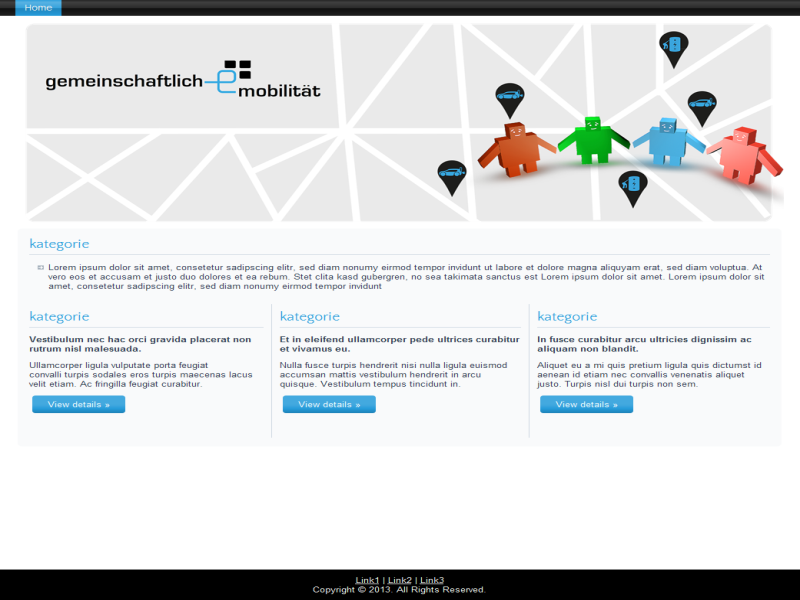 Home
gemeinschaftlich e mobilität
kategorie
Lorem ipsum dolor sit amet, consetetur sadipscing elitr, sed diam nonumy eirmod tempor invidunt ut labore et dolore magna aliquyam erat, sed diam voluptua. At
vero eos et accusam et justo duo dolores et ea rebum. Stet clita kasd gubergren, no sea takimata sanctus est Lorem ipsum dolor sit amet. Lorem ipsum dolor sit
amet, consetetur sadipscing elitr, sed diam nonumy eirmod tempor invidunt
kategorie
Vestibulum nec hac orci gravida placerat non
rutrum nisl malesuada.
Ullamcorper ligula vulputate porta feugiat
convalli turpis sodales eros turpis maecenas lacus
velit etiam. Ac fringilla feugiat curabitur.
View details »
kategorie
Et in eleifend ullamcorper pede ultrices curabitur
et vivamus eu.
Nulla fusce turpis hendrerit nisi nulla ligula euismod
accumsan mattis vestibulum hendrerit in arcu
quisque. Vestibulum tempus tincidunt in.
View details »
kategorie
In fusce curabitur arcu ultricies dignissim ac
aliquam non blandit.
Aliquet eu a mi quis pretium ligula quis dictumst id
aenean id etiam nec convallis venenatis aliquet
justo. Turpis nisl dui turpis non sem.
View details »
Link1 | Link2 | Link3
Copyright © 2013. All Rights Reserved.